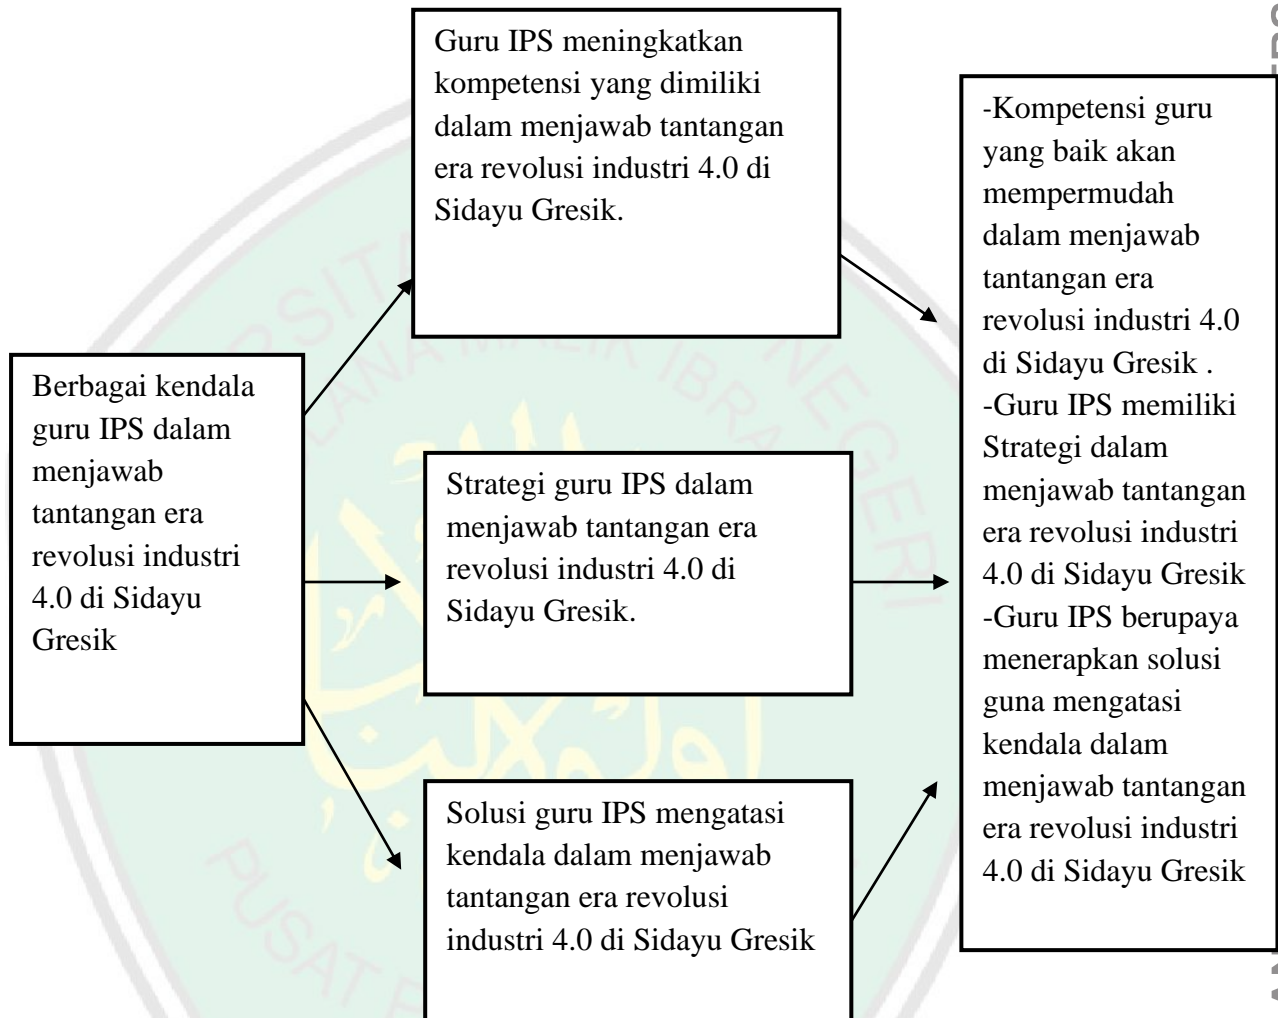 Guru IPS meningkatkan
kompetensi yang dimiliki
dalam menjawab tantangan
era revolusi industri 4.0 di
Sidayu Gresik.
Berbagai kendala
guru IPS dalam
menjawab
tantangan era
revolusi industri
4.0 di Sidayu
Gresik
Strategi guru IPS dalam
menjawab tantangan era
revolusi industri 4.0 di
Sidayu Gresik.
Solusi guru IPS mengatasi
kendala dalam menjawab
tantangan era revolusi
industri 4.0 di Sidayu Gresik
-Kompetensi guru
yang baik akan
mempermudah
dalam menjawab
tantangan era
revolusi industri 4.0
di Sidayu Gresik .
-Guru IPS memiliki
Strategi dalam
menjawab tantangan
era revolusi industri
4.0 di Sidayu Gresik
-Guru IPS berupaya
menerapkan solusi
guna mengatasi
kendala dalam
menjawab tantangan
era revolusi industri
4.0 di Sidayu Gresik
NEGERI
PUSAT